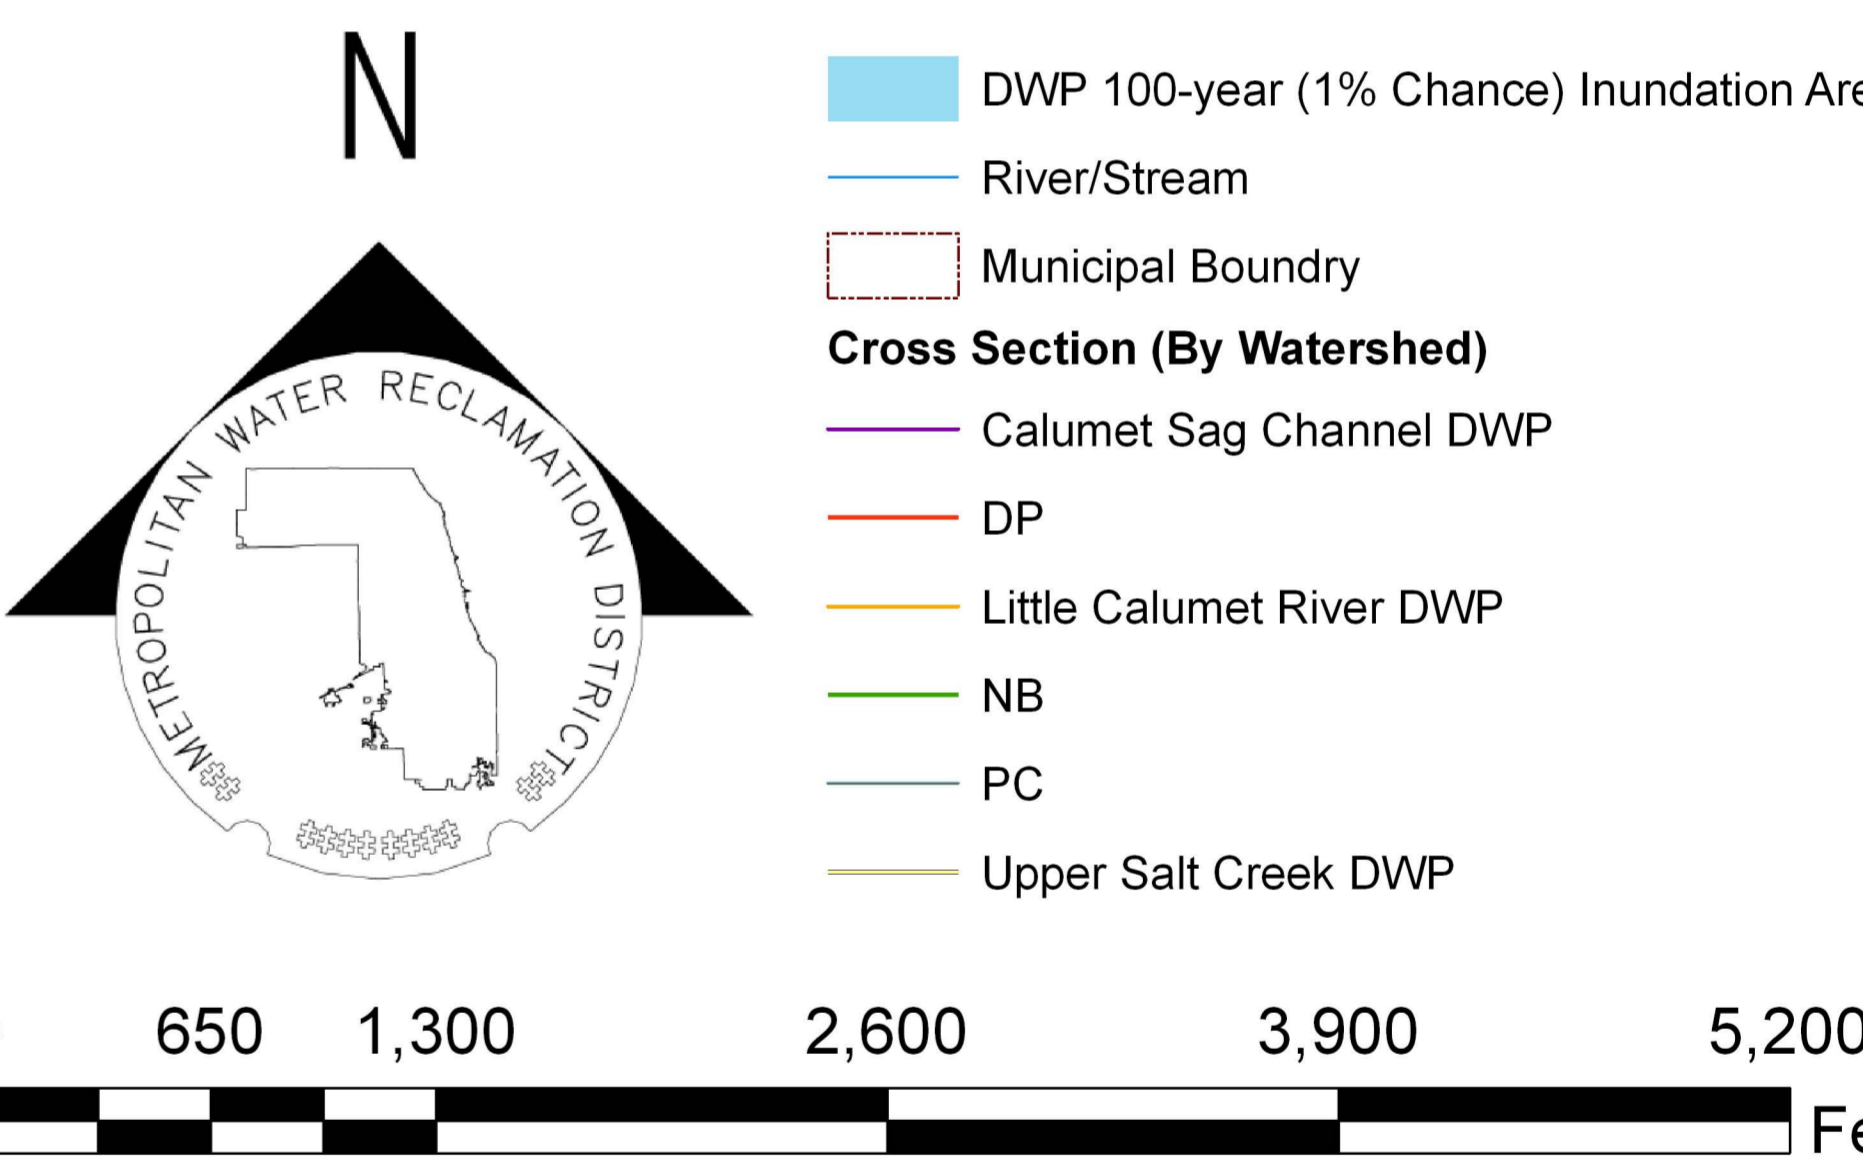 N
METROPOLITAN WATER RECLAMATION DISTRICT
DWP 100-year (1% Chance) Inundation Are
River/Stream
Municipal Boundry
Cross Section (By Watershed)
Calumet Sag Channel DWP
DP
Little Calumet River DWP
NB
PC
Upper Salt Creek DWP
650 1,300 2,600 3,900 5,200
Fe